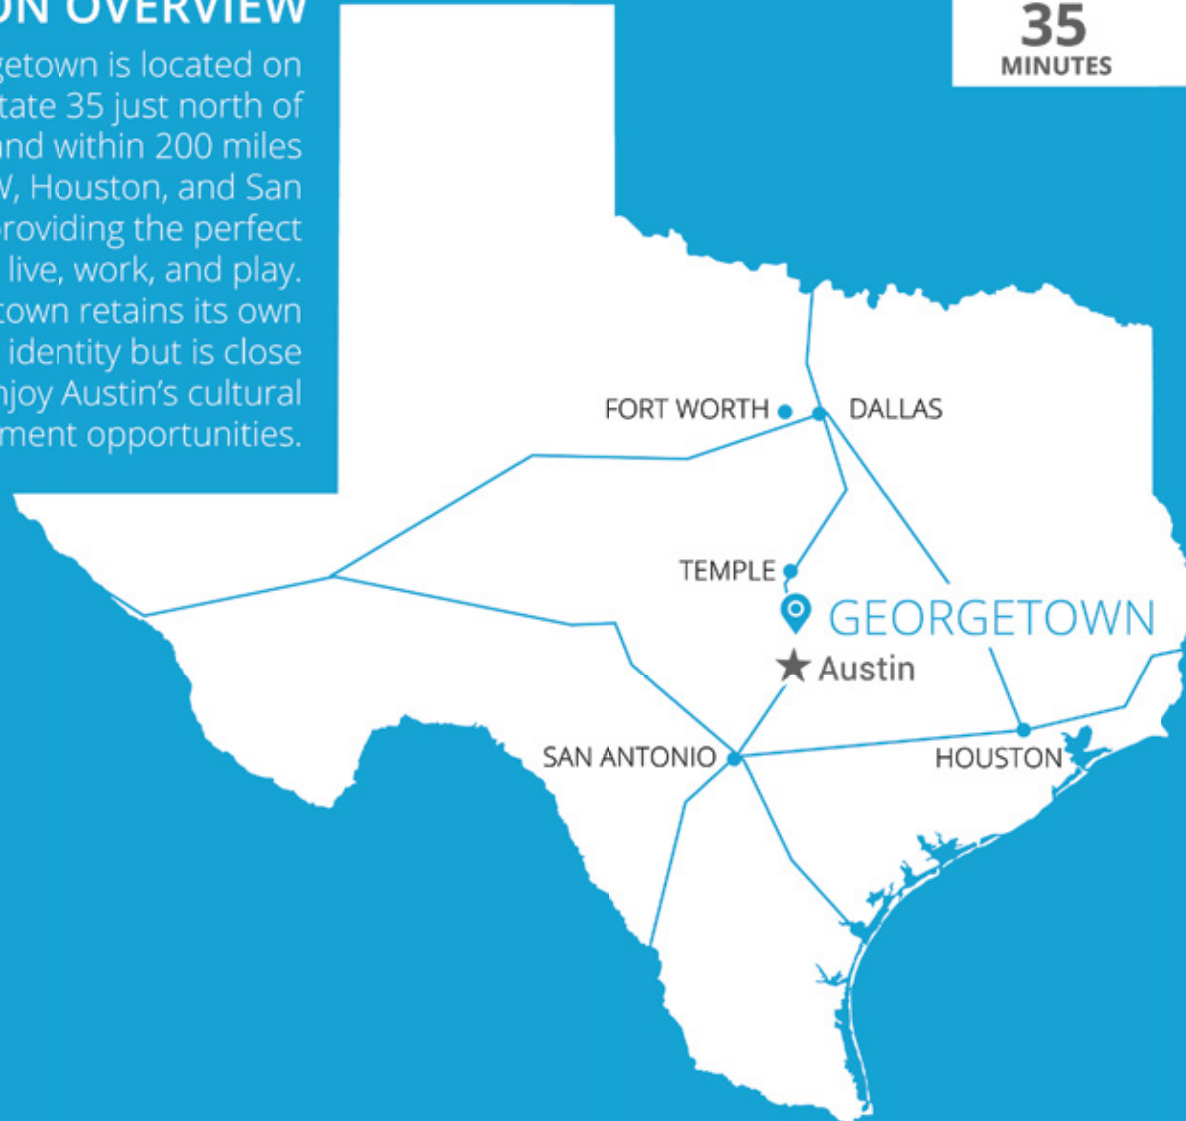 ON OVERVIEW
getown is located on
tate 35 just north of
and within 200 miles
W, Houston, and San
providing the perfect
live, work, and play.
town retains its own
identity but is close
njoy Austin's cultural
ment opportunities.
35
MINUTES
FORT WORTH
DALLAS
TEMPLE
GEORGETOWN
Austin
SAN ANTONIO
HOUSTON